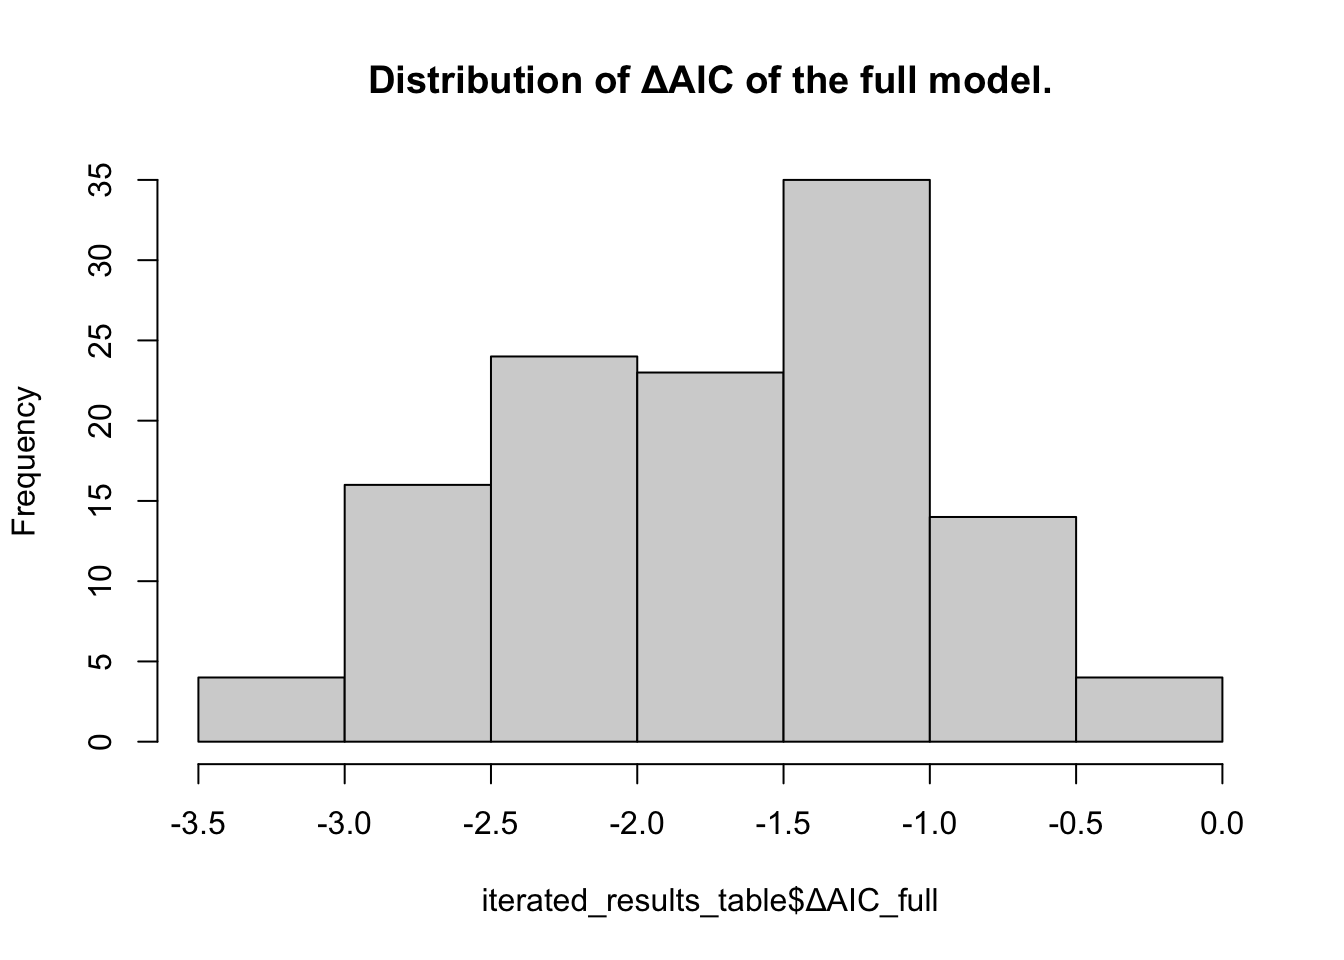 Distribution of ΔAIC of the full model.
35
30
25
20
15
10
5
0
Frequency
-3.5 -3.0 -2.5 -2.0 -1.5 -1.0 -0.5 0.0
iterated_results_table$ΔAIC_full